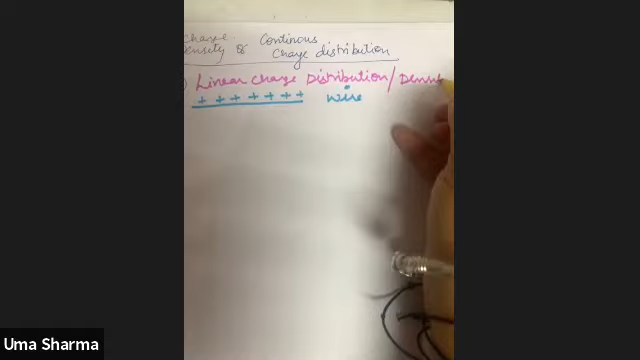 Charge Continous
Density & Charge distribution
Linear Charge Distribution/
+ + + + + + + Wire
Uma Sharma